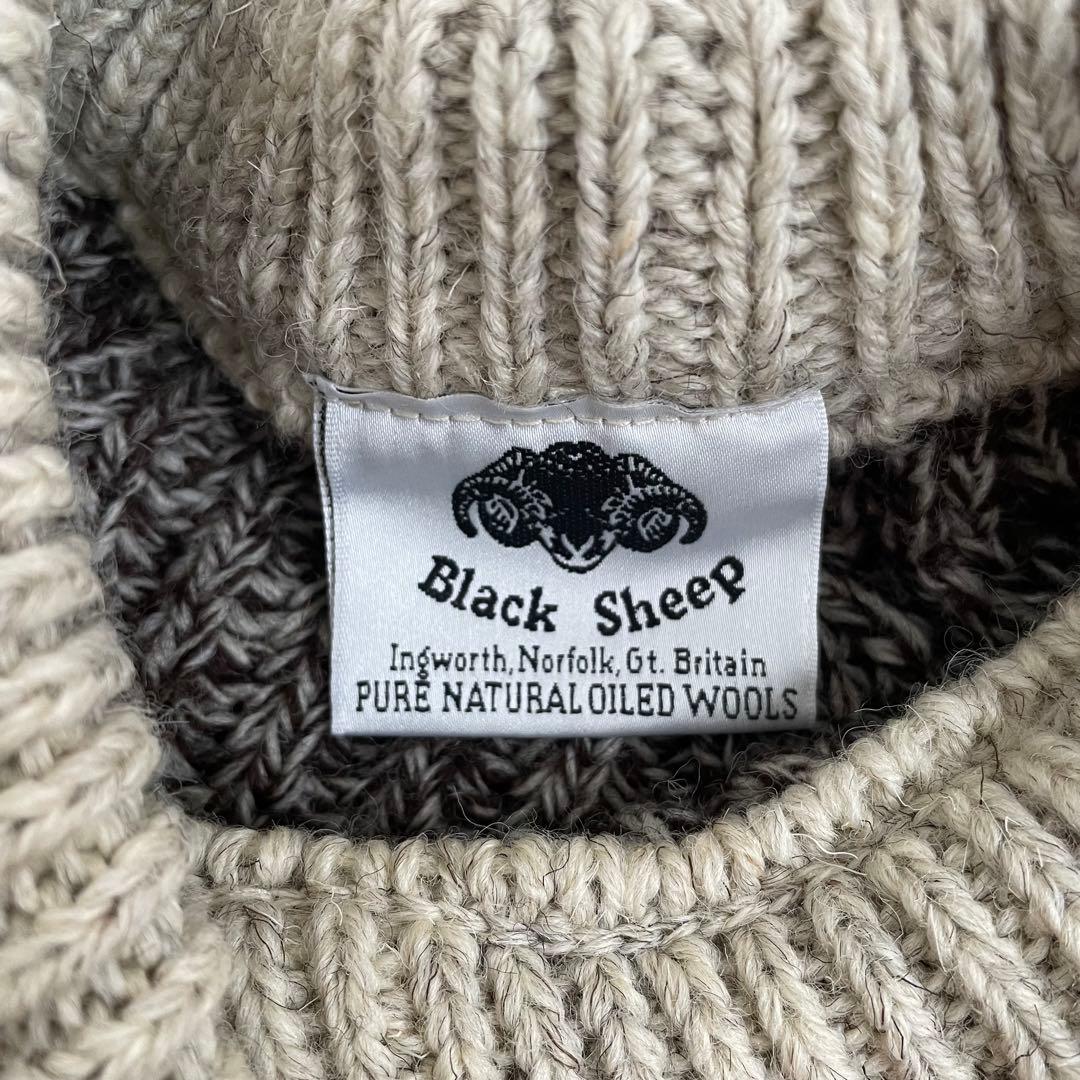 Black Sheep
Ingworth, Norfolk, Gt. Britain
PURE NATURAL OILED WOOLS